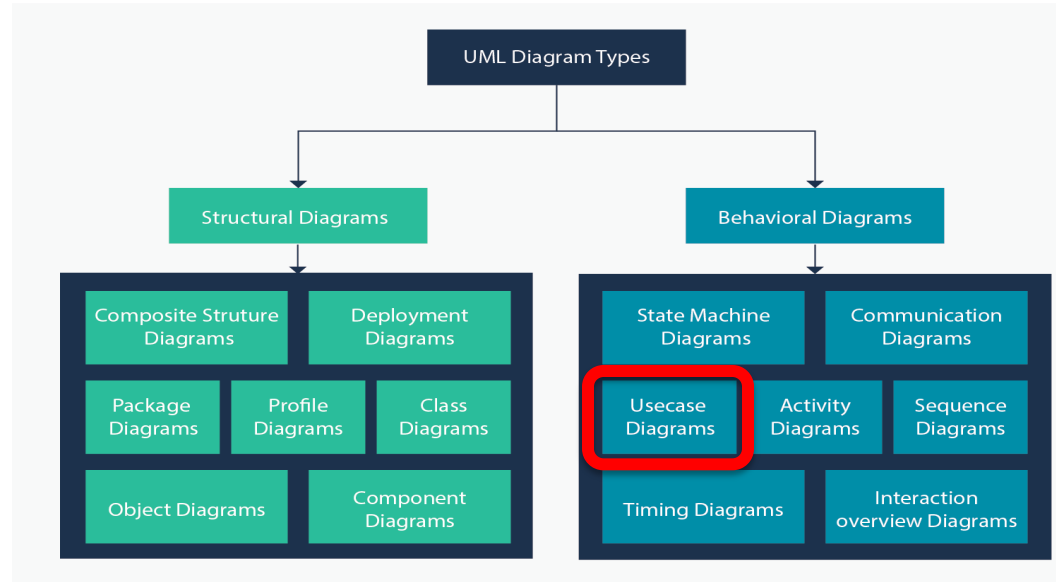 UML Diagram Types
Structural Diagrams
Behavioral Diagrams
Composite Struture
Diagrams
Deployment
Diagrams
Package
Diagrams
Profile
Diagrams
Class
Diagrams
Object Diagrams
Component
Diagrams
State Machine
Diagrams
Communication
Diagrams
Usecase
Diagrams
Activity
Diagrams
Sequence
Diagrams
Timing Diagrams
Interaction
overview Diagrams